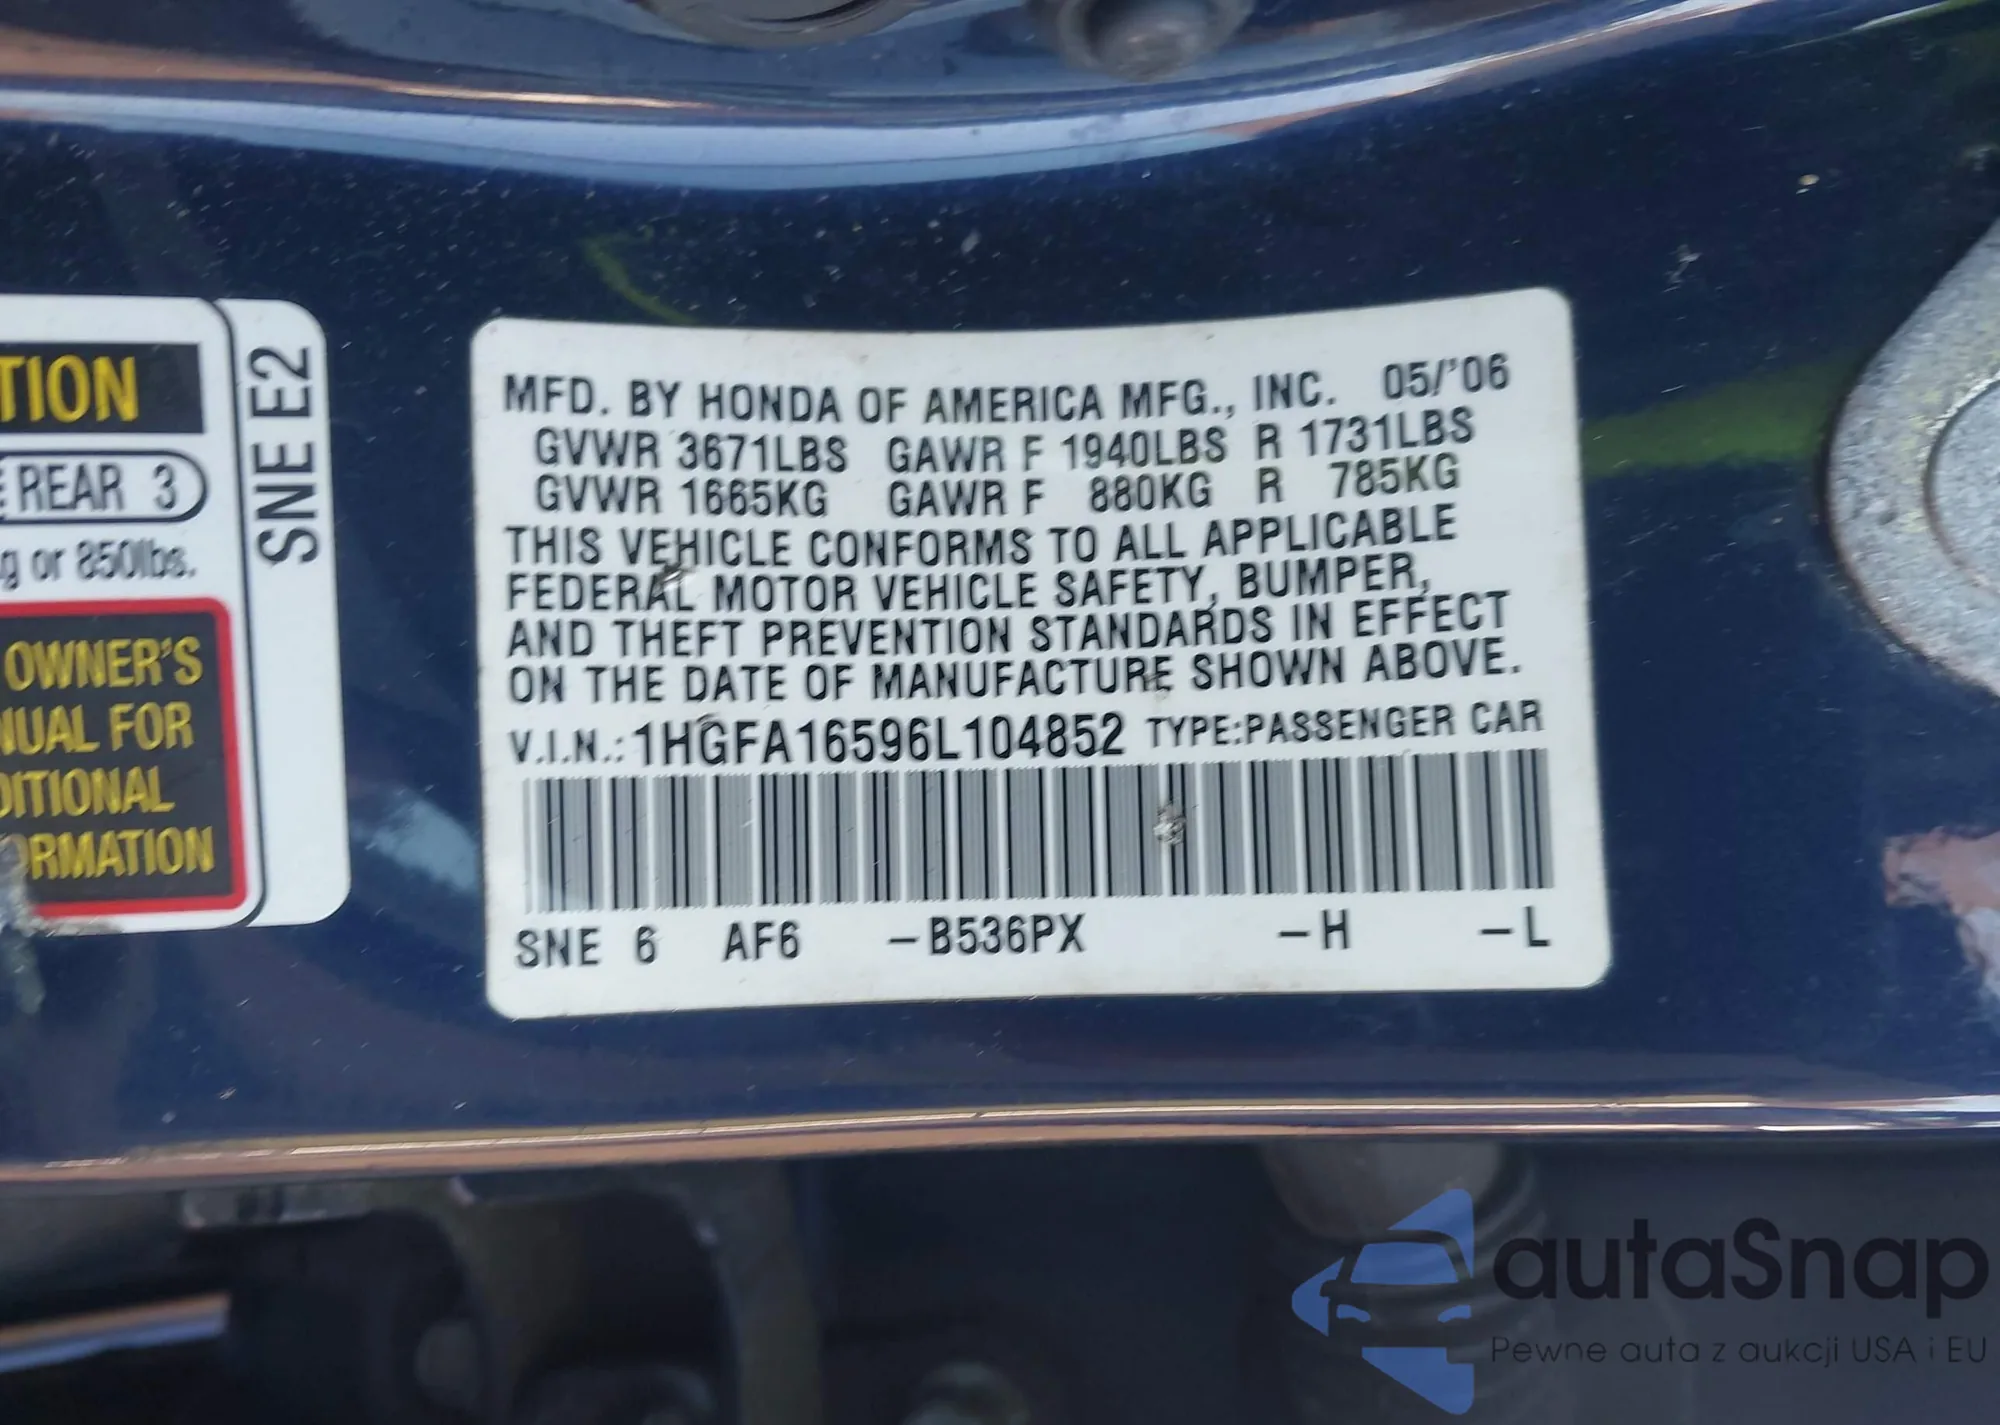 TION
REAR 3
g or 850lbs.
OWNER'S
FOR
SNE E2
MFD. BY HONDA OF AMERICA MFG., INC. 05/'06
GVWR 3671LBS GAWR F 1940LBS R 1731LBS
GVWR 1665KG GAWR F 880KG R 785KG
THIS VEHICLE CONFORMS TO ALL APPLICABLE
FEDERAL MOTOR VEHICLE SAFETY, BUMPER,
AND THEFT PREVENTION STANDARDS IN EFFECT
ON THE DATE OF MANUFACTURE SHOWN ABOVE.
V.I.N.: 1HGFA16596L104852 TYPE:PASSENGER CAR
SNE 6 AF6 -B536PX -H -L
autaSnap
Pewne auta z aukcji USA i EU